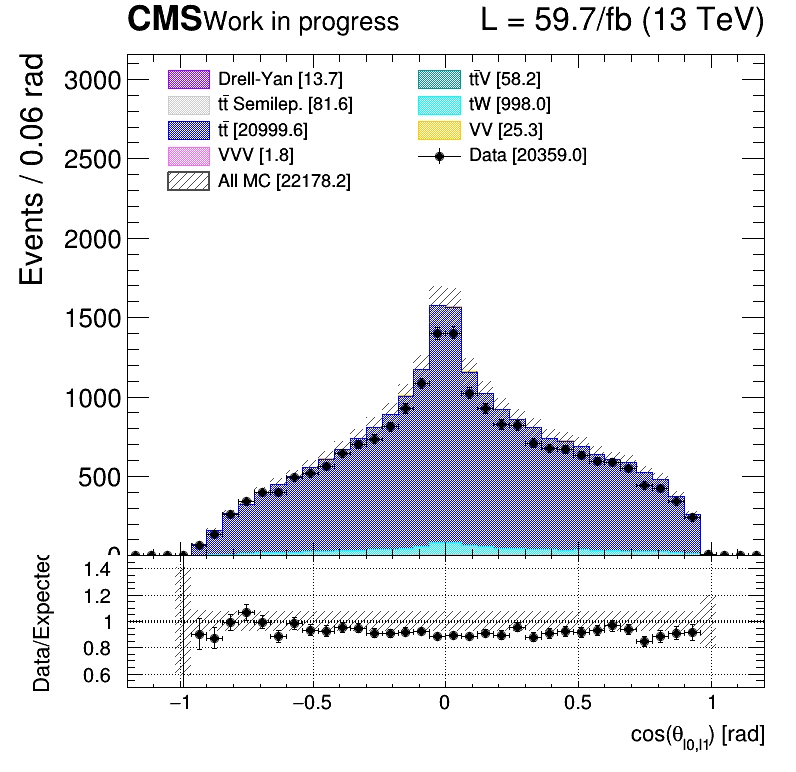 CMS Work in progress L = 59.7/fb (13 TeV)
Events / 0.06 rad
3000
2500
2000
1500
1000
500
0
Drell-Yan [13.7]
tt̄ Semilep. [81.6]
tt̄ [20999.6]
VVV [1.8]
All MC [22178.2]
tt̄V [58.2]
tW [998.0]
VV [25.3]
Data [20359.0]
Data/Expected
1.4
1.2
1
0.8
0.6
−1 −0.5 0 0.5 1
cos(θl0,l1) [rad]